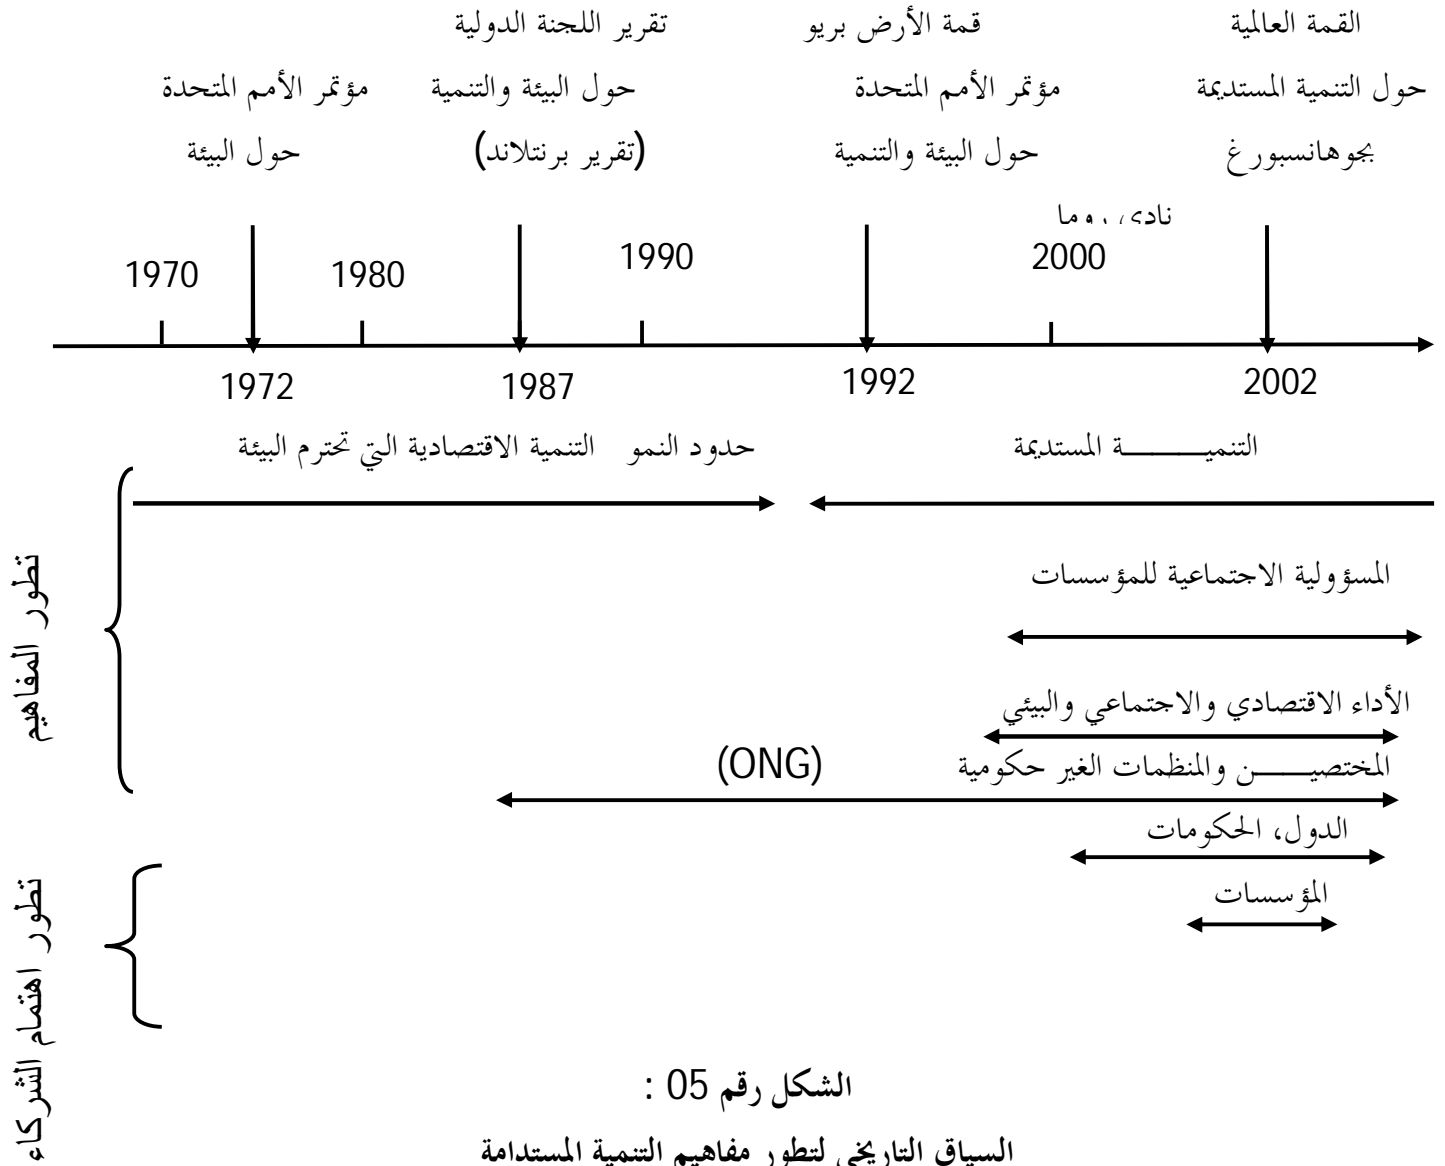 القمة العالمية
حول التنمية المستديمة
بجوهانسبورغ
قمة الأرض بريو
مؤتمر الأمم المتحدة
حول البيئة والتنمية
تقرير اللجنة الدولية
حول البيئة والتنمية
(تقرير برنتلاند)
مؤتمر الأمم المتحدة
حول البيئة
نادي روما
1970
1980
1990
2000
1972
1987
1992
2002
حدود النمو التنمية الاقتصادية التي تحترم البيئة
التنميــــــــة المستديمة
المسؤولية الاجتماعية للمؤسسات
الأداء الاقتصادي والاجتماعي والبيئي
المختصيــــــن والمنظمات الغير حكومية (ONG)
الدول، الحكومات
المؤسسات
تطور المفاهيم
تطور اهتمام الشركاء
الشكل رقم 05 :
السياق التاريخي لتطور مفاهيم التنمية المستدامة